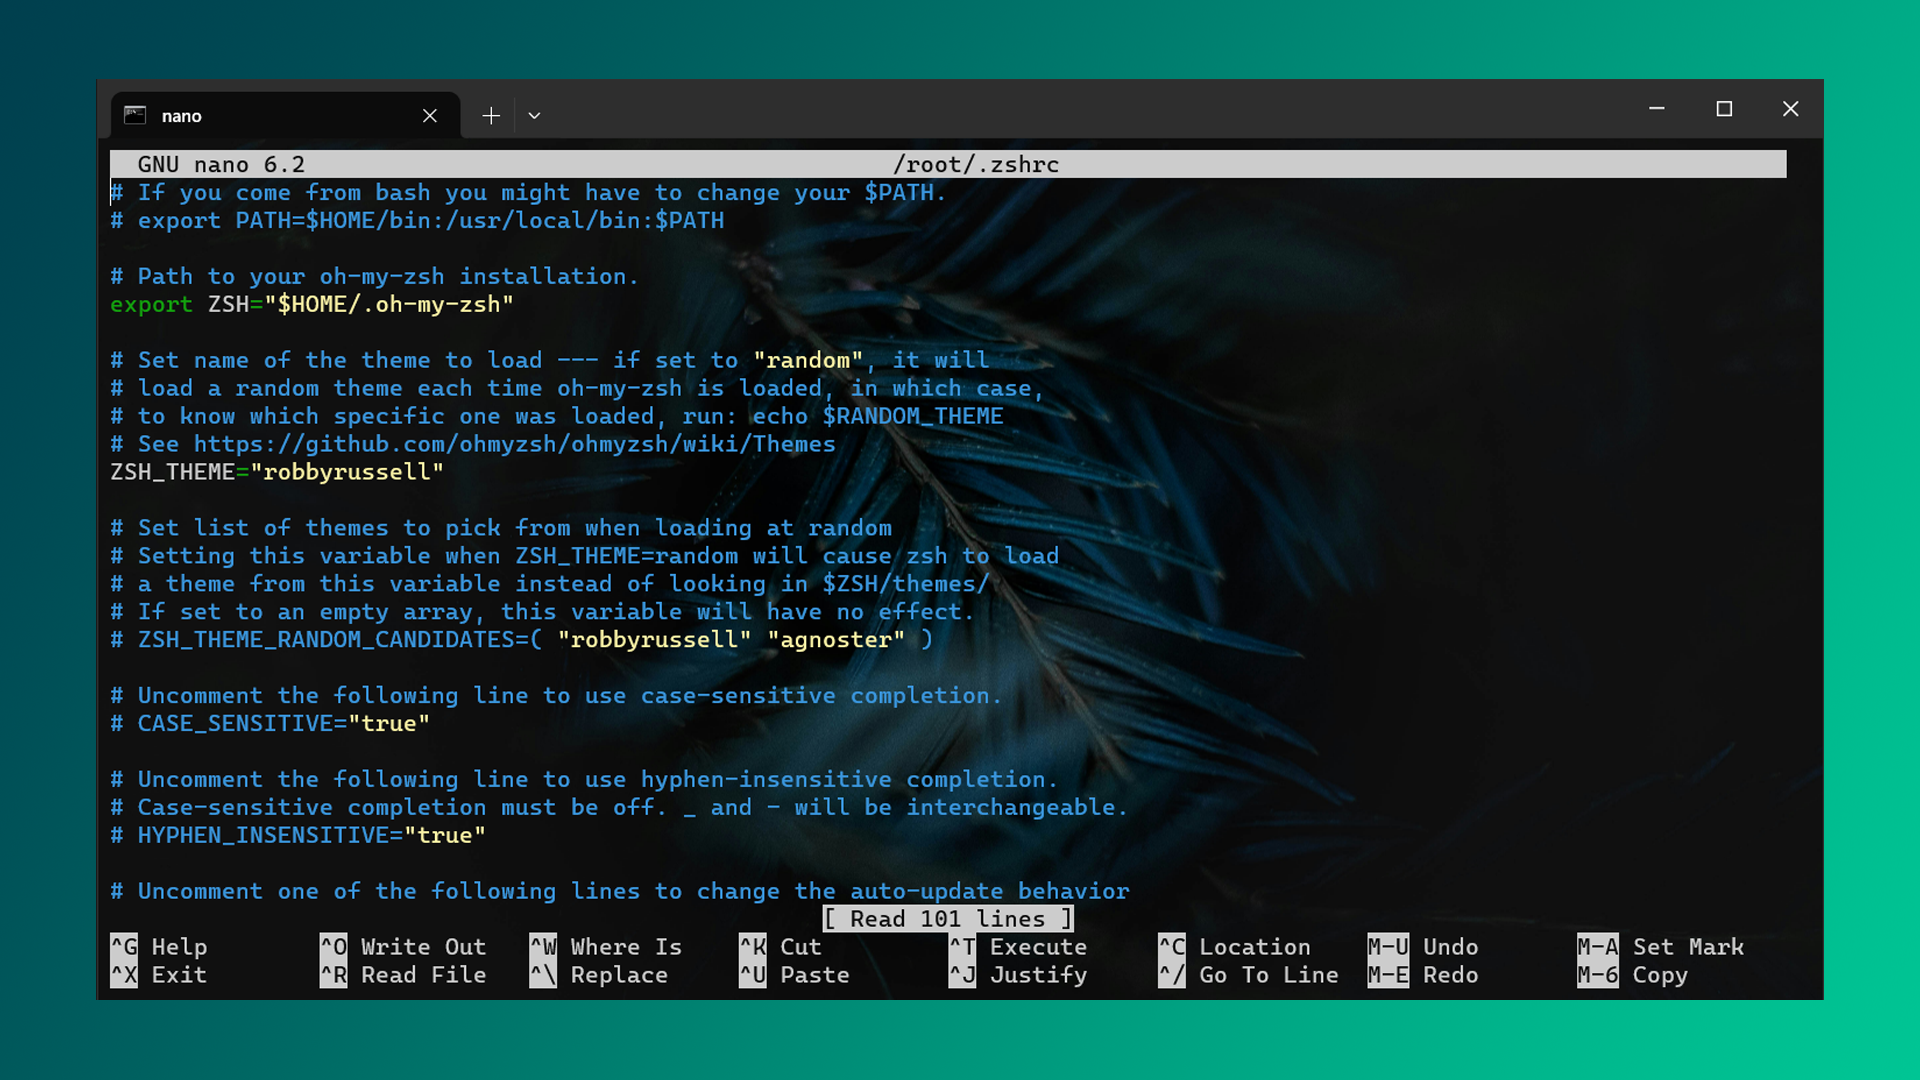 nano
GNU nano 6.2 /root/.zshrc
# If you come from bash you might have to change your $PATH.
# export PATH=$HOME/bin:/usr/local/bin:$PATH
# Path to your oh-my-zsh installation.
export ZSH="$HOME/.oh-my-zsh"
# Set name of the theme to load --- if set to "random", it will
# load a random theme each time oh-my-zsh is loaded, in which case,
# to know which specific one was loaded, run: echo $RANDOM_THEME
# See https://github.com/ohmyzsh/ohmyzsh/wiki/Themes
ZSH_THEME="robbyrussell"
# Set list of themes to pick from when loading at random
# Setting this variable when ZSH_THEME=random will cause zsh to load
# a theme from this variable instead of looking in $ZSH/themes/
# If set to an empty array, this variable will have no effect.
# ZSH_THEME_RANDOM_CANDIDATES=( "robbyrussell" "agnoster" )
# Uncomment the following line to use case-sensitive completion.
# CASE_SENSITIVE="true"
# Uncomment the following line to use hyphen-insensitive completion.
# Case-sensitive completion must be off. _ and - will be interchangeable.
# HYPHEN_INSENSITIVE="true"
# Uncomment one of the following lines to change the auto-update behavior
[ Read 101 lines ]
^G Help ^O Write Out ^W Where Is ^K Cut ^T Execute ^C Location M-U Undo M-A Set Mark
^X Exit ^R Read File ^\ Replace ^U Paste ^J Justify ^/ Go To Line M-E Redo M-6 Copy